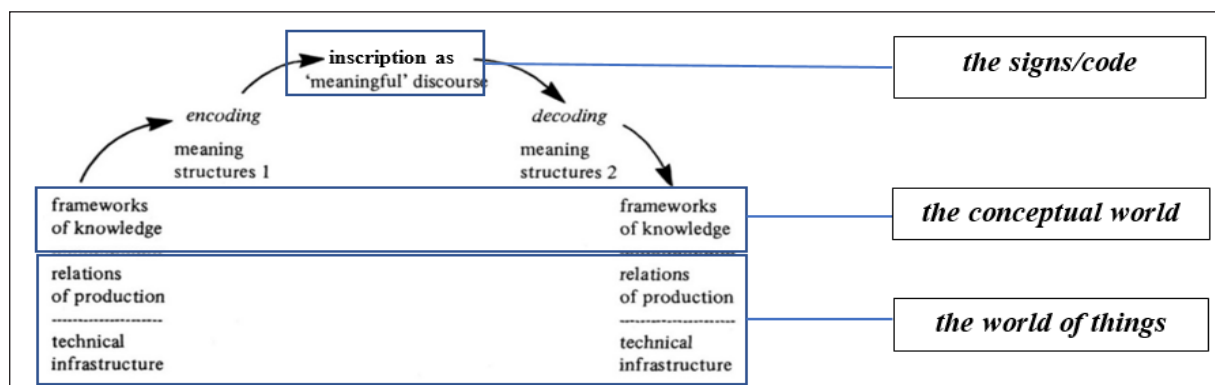 inscription as
'meaningful' discourse
the signs/code
encoding
decoding
meaning
structures 1
meaning
structures 2
frameworks
of knowledge
frameworks
of knowledge
the conceptual world
relations
of production
relations
of production
technical
infrastructure
technical
infrastructure
the world of things